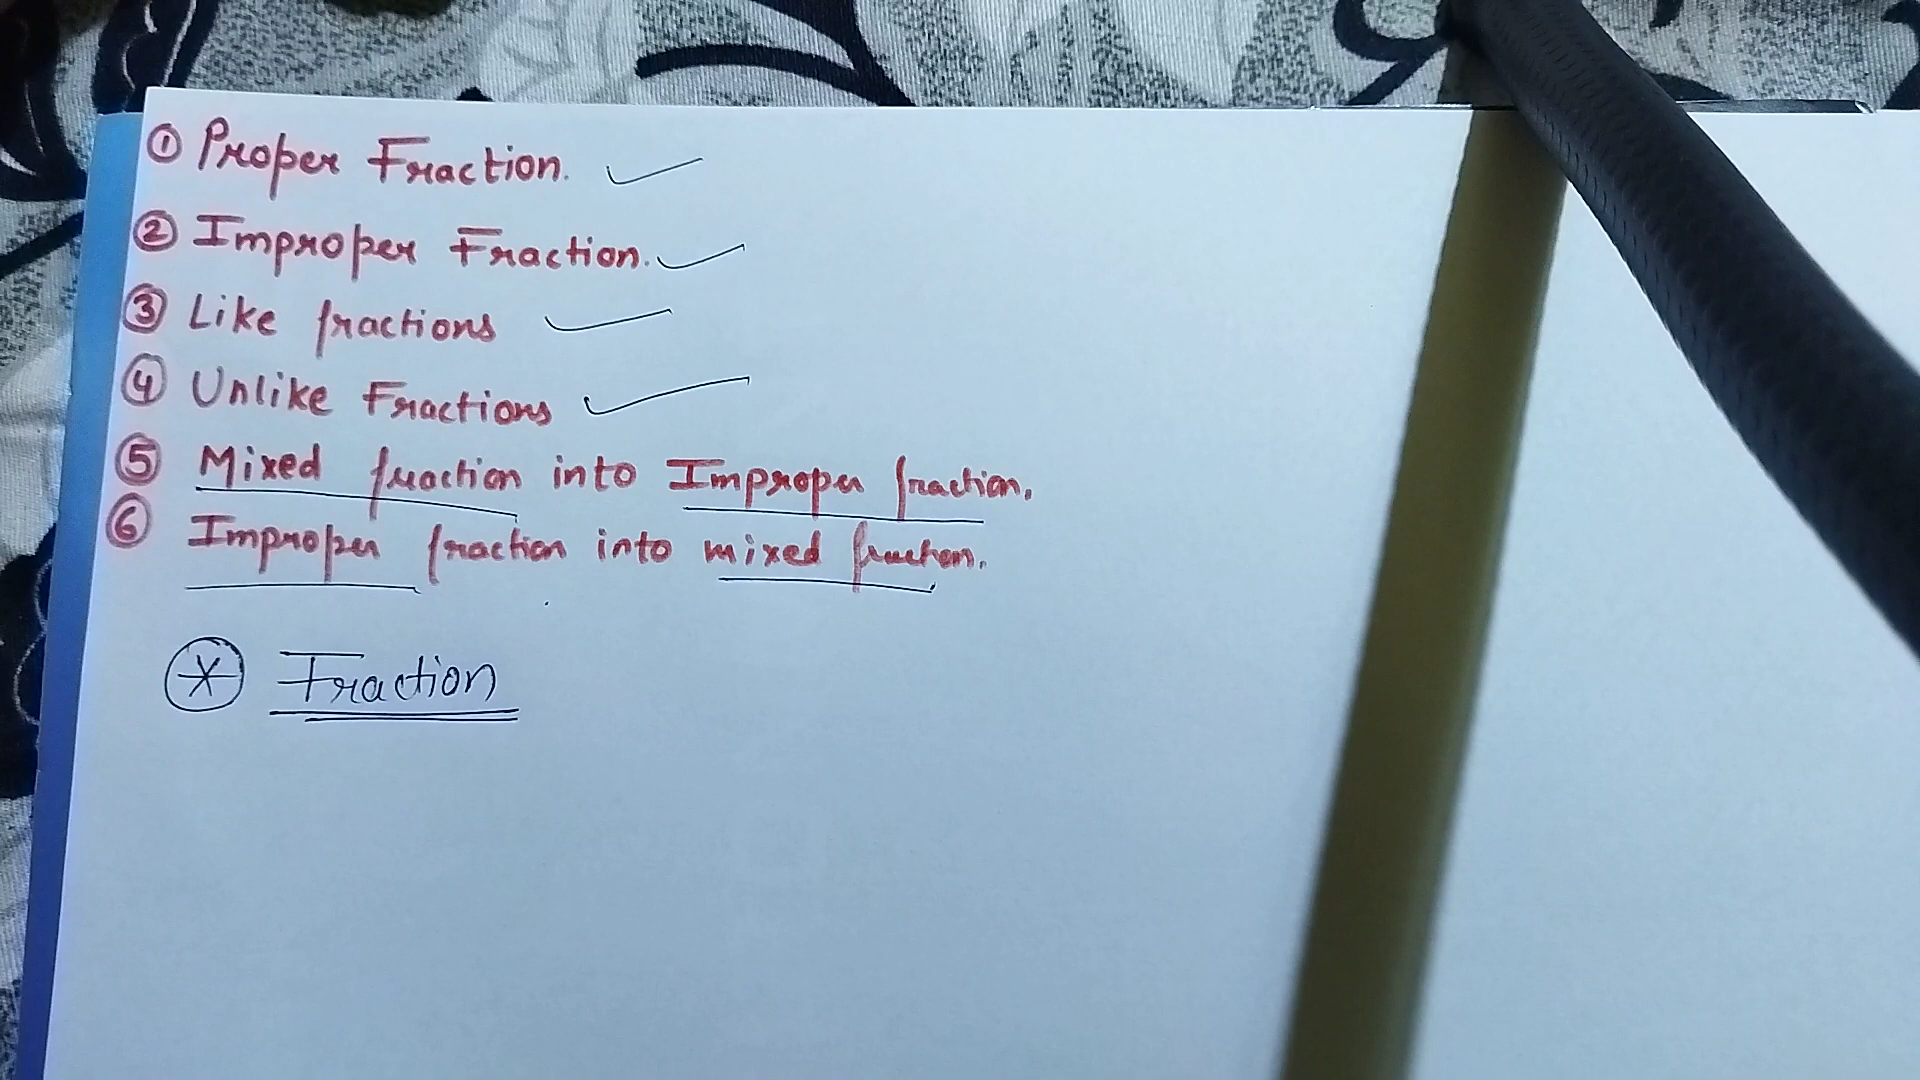 ① Proper Fraction.
② Improper Fraction.
③ Like fractions
④ Unlike Fractions
⑤ Mixed fraction into Improper fraction.
⑥ Improper fraction into mixed fraction.
* Fraction